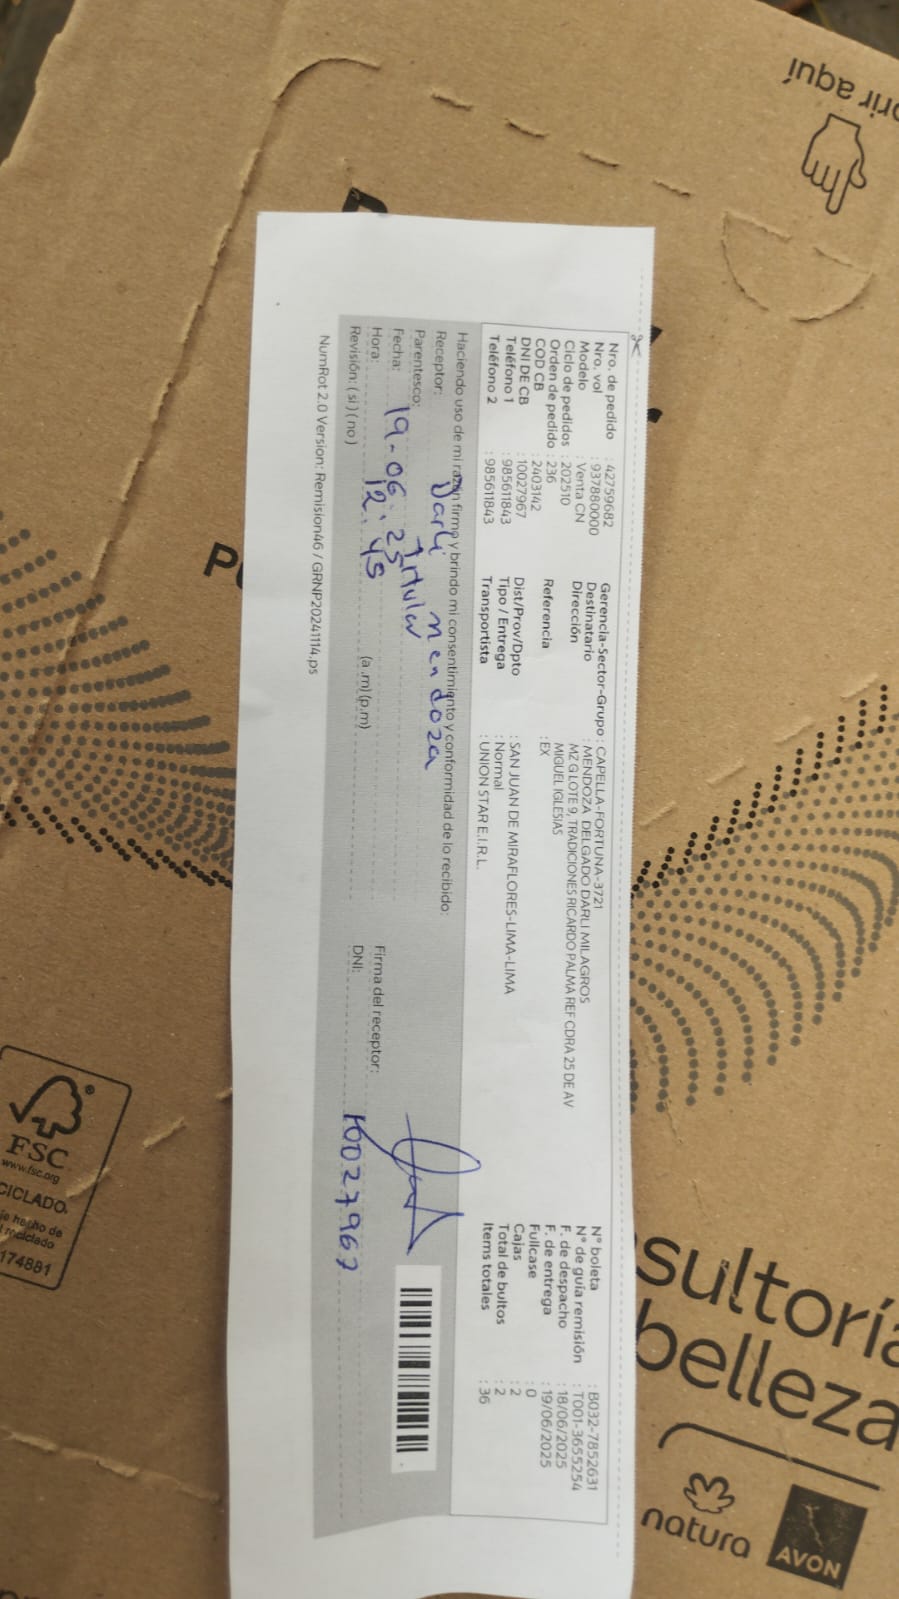 Nro. de pedido : 42759682
Nro. vol : 937880000
Modelo : Venta CN
Ciclo de pedidos : 202510
Orden de pedido : 236
COD CB : 2403142
DNI DE CB : 10027967
Teléfono 1 : 985611843
Teléfono 2 : 985611843
Gerencia-Sector-Grupo : CAPELLA-FORTUNA-3721
Destinatario : MENDOZA DELGADO DARLI MILAGROS
Dirección MZ G LOTE 9, TRADICIONES RICARDO PALMA REF CDRA 25 DE AV
MIGUEL IGLESIAS
Referencia : EX
Dist/Prov/Dpto : SAN JUAN DE MIRAFLORES-LIMA-LIMA
Tipo / Entrega : Normal
Transportista : UNION STAR E.I.R.L.
N° boleta : B032-7852631
N° de guía remisión : T001-3655254
F. de despacho : 18/06/2025
F. de entrega : 19/06/2025
Fullcase : 0
Cajas : 2
Total de bultos : 2
Items totales : 36
Haciendo uso de mi razón firmo y brindo mi consentimiento y conformidad de lo recibido:
Receptor: Darli Mendoza
Parentesco: Titular
Fecha: 19-06-25
Hora: 12:45 (a.m) (p.m)
Revisión: ( si ) ( no )
Firma del receptor:
DNI: 10027967
NumRot 2.0 Version: Remision46 / GRNP20241114.ps
rir aquí
FSC
www.fsc.org
CICLADO.
174881
sultoría
belleza
natura
AVON